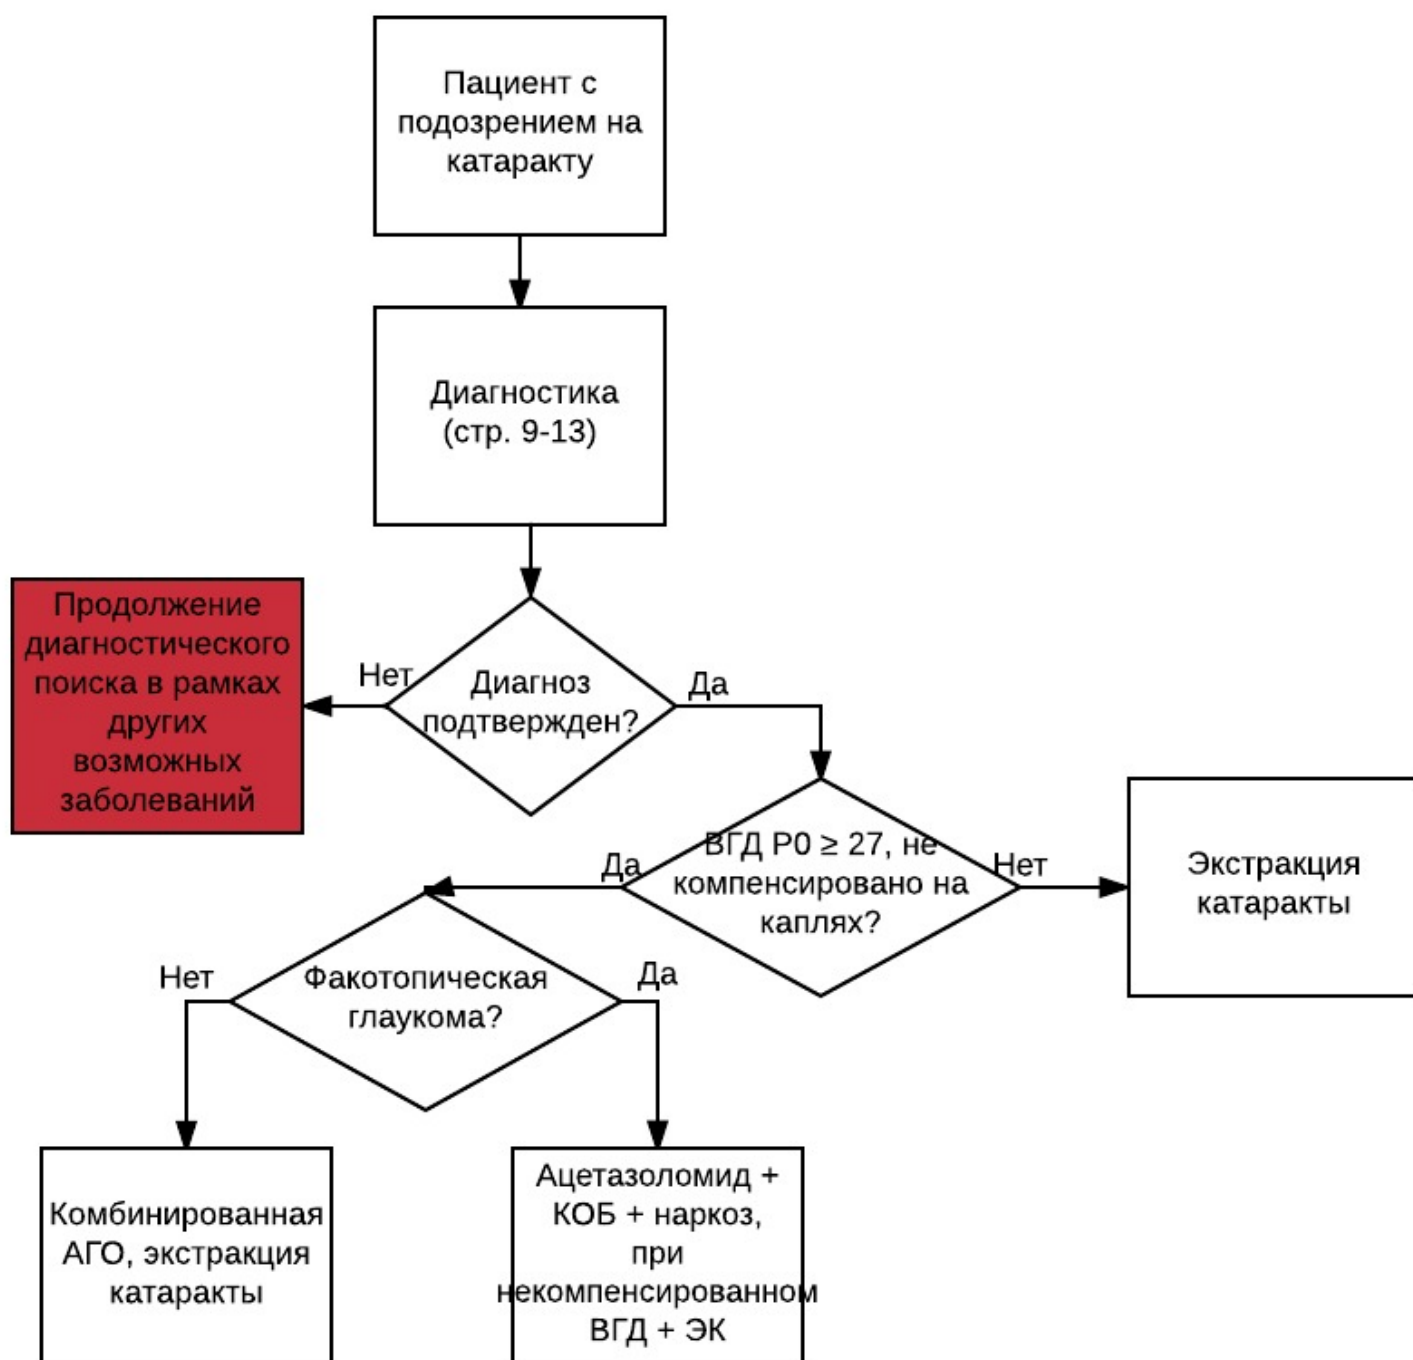 Пациент с
подозрением на
катаракту
Диагностика
(стр. 9-13)
Продолжение
диагностического
поиска в рамках
других
возможных
заболеваний
Нет
Диагноз
подтвержден?
Да
Да
ВГД P0 ≥ 27, не
компенсировано на
каплях?
Нет
Экстракция
катаракты
Нет
Факотопическая
глаукома?
Да
Комбинированная
АГО, экстракция
катаракты
Ацетазоломид +
КОБ + наркоз,
при
некомпенсированном
ВГД + ЭК